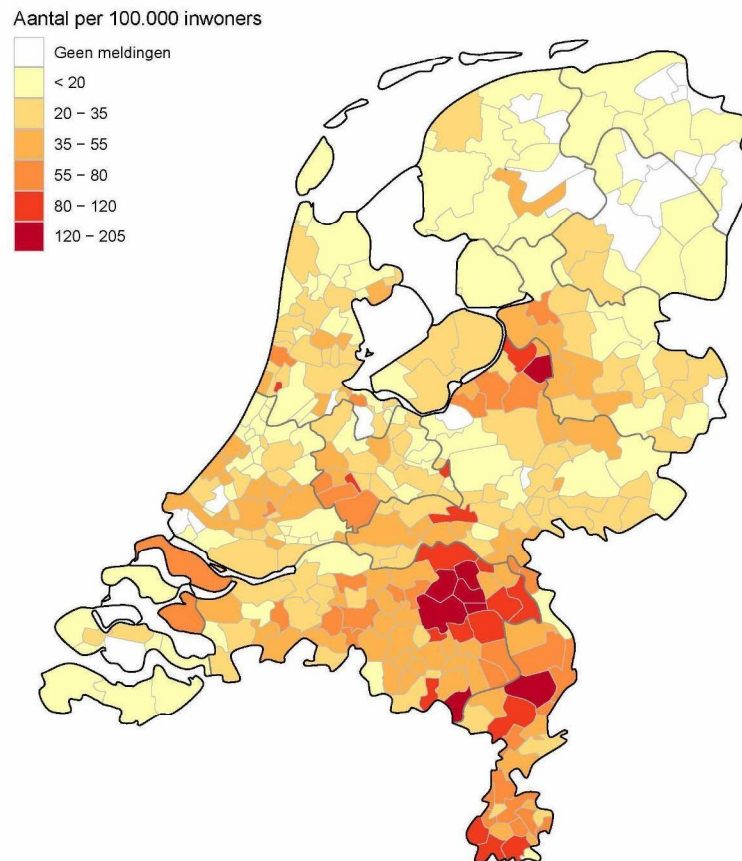 Aantal per 100.000 inwoners
Geen meldingen
< 20
20 – 35
35 – 55
55 – 80
80 – 120
120 – 205